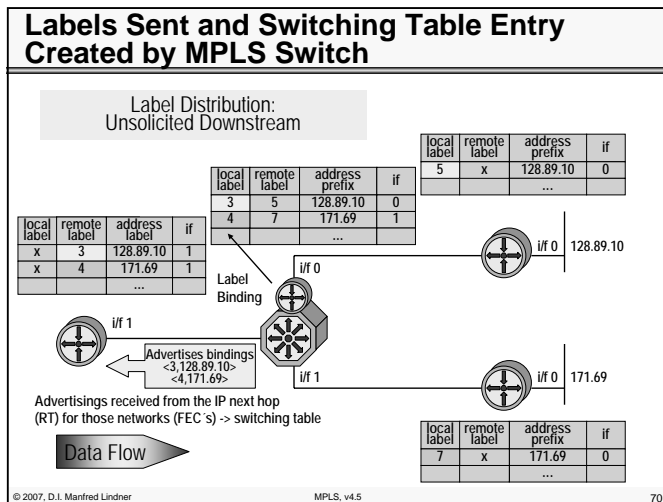 Labels Sent and Switching Table Entry
Created by MPLS Switch
Label Distribution:
Unsolicited Downstream
local label remote label address prefix if
5 x 128.89.10 0
...
local label remote label address prefix if
3 5 128.89.10 0
4 7 171.69 1
...
local label remote label address label if
x 3 128.89.10 1
x 4 171.69 1
...
Label
Binding
i/f 0
i/f 0
128.89.10
i/f 1
Advertises bindings
<3,128.89.10>
<4,171.69>
i/f 1
i/f 0
171.69
Advertisings received from the IP next hop
(RT) for those networks (FEC´s) -> switching table
Data Flow
local label remote label address prefix if
7 x 171.69 0
...
© 2007, D.I. Manfred Lindner
MPLS, v4.5
70